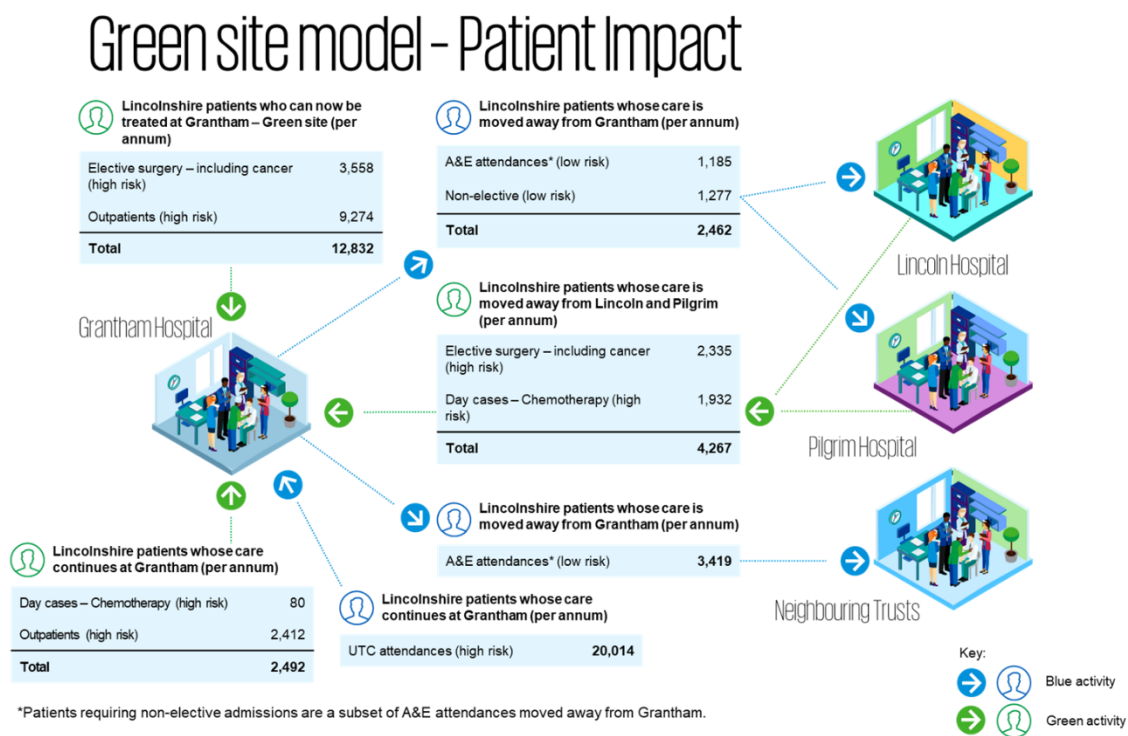 Green site model – Patient Impact
Lincolnshire patients who can now be
treated at Grantham – Green site (per
annum)
Elective surgery – including cancer 3,558
(high risk)
Outpatients (high risk) 9,274
Total 12,832
Lincolnshire patients whose care is
moved away from Grantham (per annum)
A&E attendances* (low risk) 1,185
Non-elective (low risk) 1,277
Total 2,462
Lincoln Hospital
Grantham Hospital
Lincolnshire patients whose care is
moved away from Lincoln and Pilgrim
(per annum)
Elective surgery – including cancer 2,335
(high risk)
Day cases – Chemotherapy (high 1,932
risk)
Total 4,267
Pilgrim Hospital
Lincolnshire patients whose care is
moved away from Grantham (per annum)
A&E attendances* (low risk) 3,419
Neighbouring Trusts
Lincolnshire patients whose care
continues at Grantham (per annum)
Day cases – Chemotherapy (high risk) 80
Outpatients (high risk) 2,412
Total 2,492
Lincolnshire patients whose care
continues at Grantham (per annum)
UTC attendances (high risk) 20,014
Key:
Blue activity
Green activity
*Patients requiring non-elective admissions are a subset of A&E attendances moved away from Grantham.